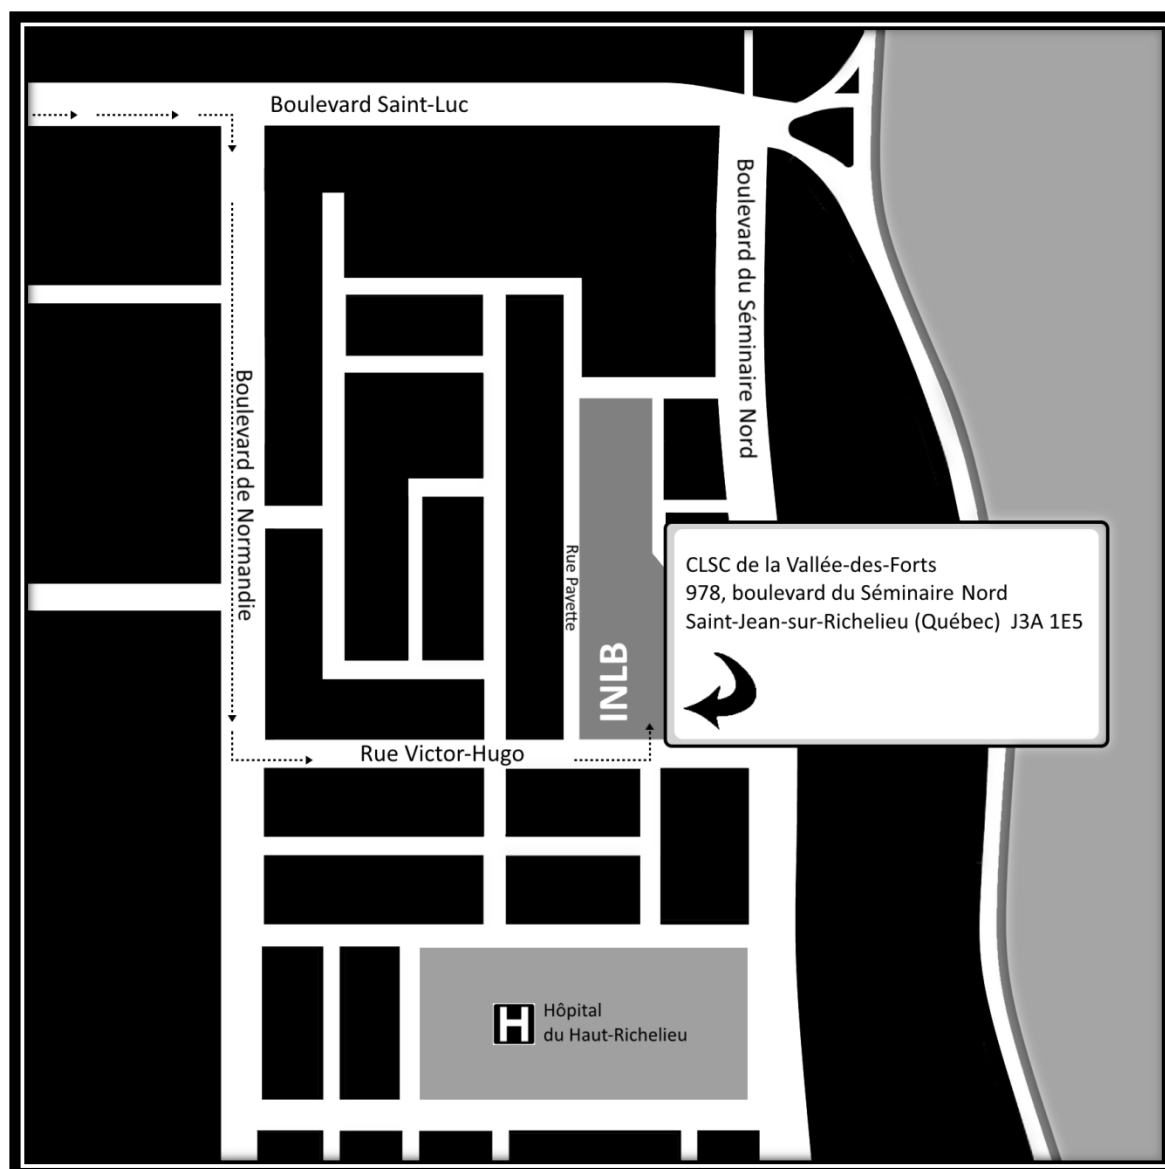 Boulevard Saint-Luc
Boulevard du Séminaire Nord
Boulevard de Normandie
Rue Payette
CLSC de la Vallée-des-Forts
978, boulevard du Séminaire Nord
Saint-Jean-sur-Richelieu (Québec) J3A 1E5
INLB
Rue Victor-Hugo
H
Hôpital
du Haut-Richelieu